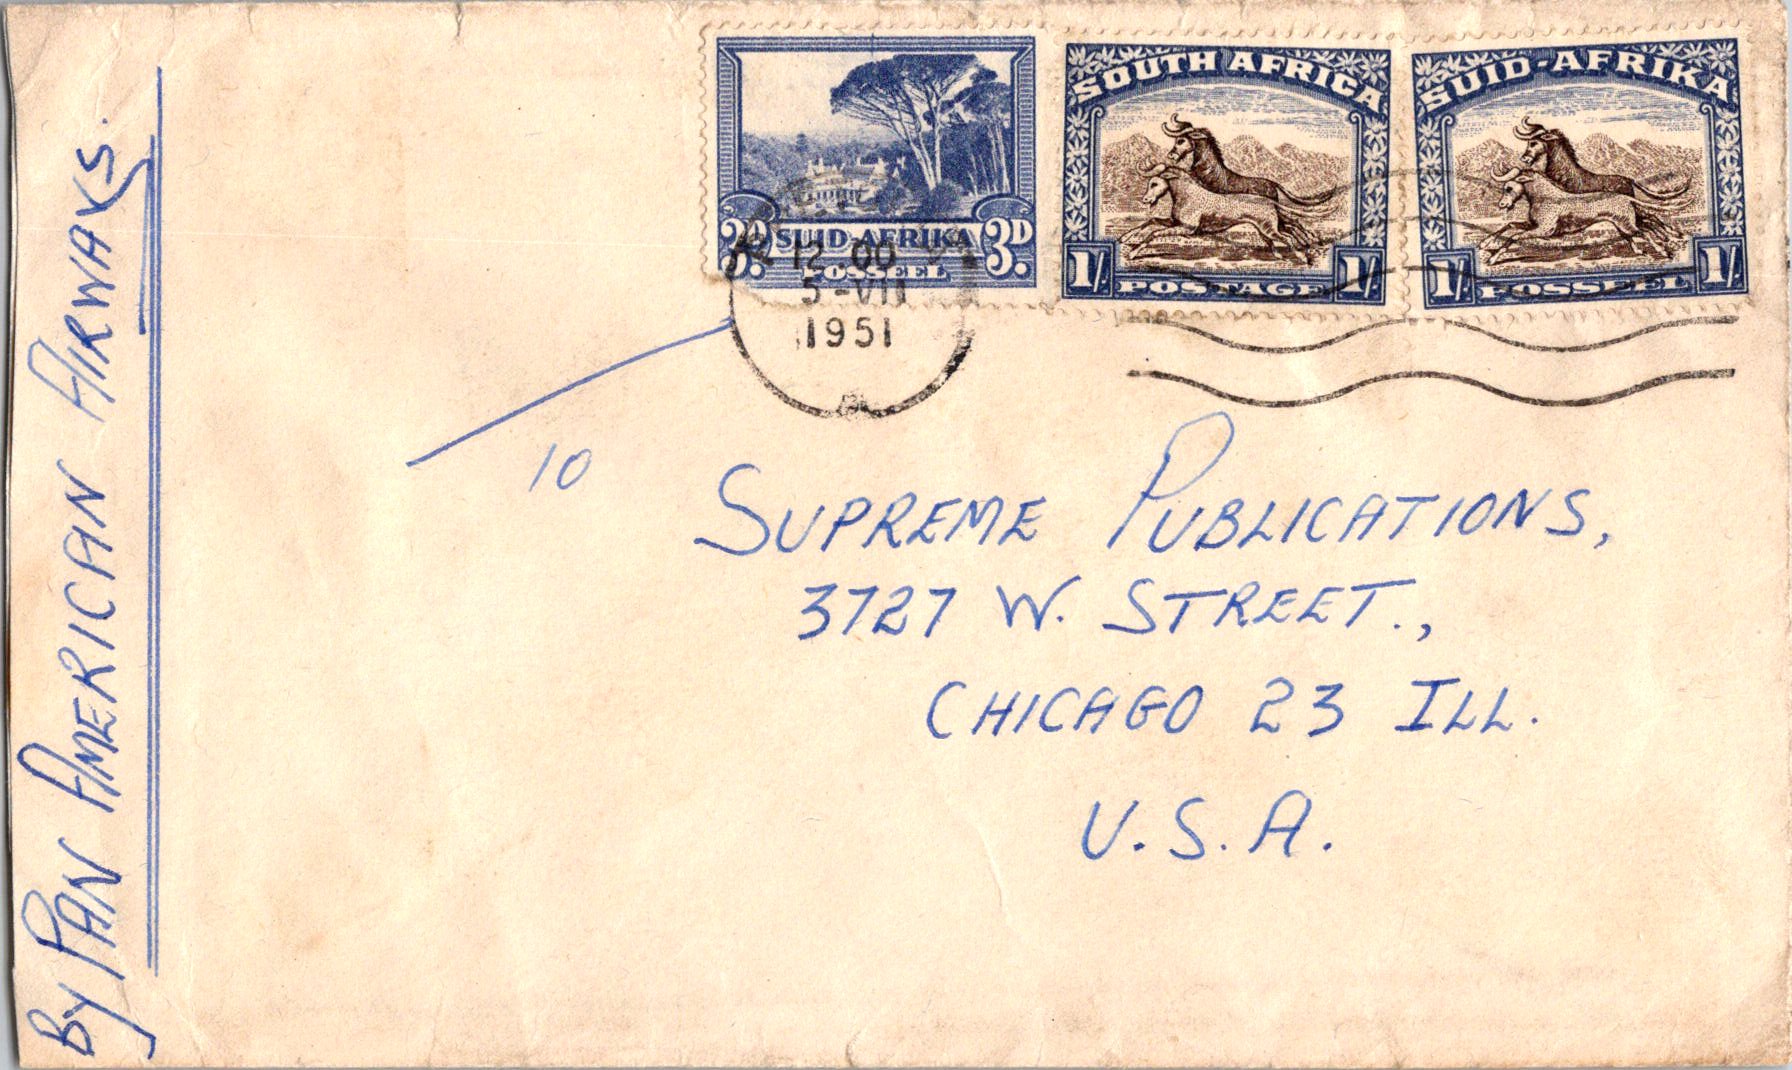 3D. SUID-AFRIKA 3D.
POSSEEL
SOUTH AFRICA
1/. 1/.
POSTAGE
SUID-AFRIKA
1/. 1/.
POSSEEL
12 00
5-VII
1951
BY PAN AMERICAN AIRWAYS.
10
SUPREME PUBLICATIONS,
3727 W. STREET.,
CHICAGO 23 ILL.
U.S.A.